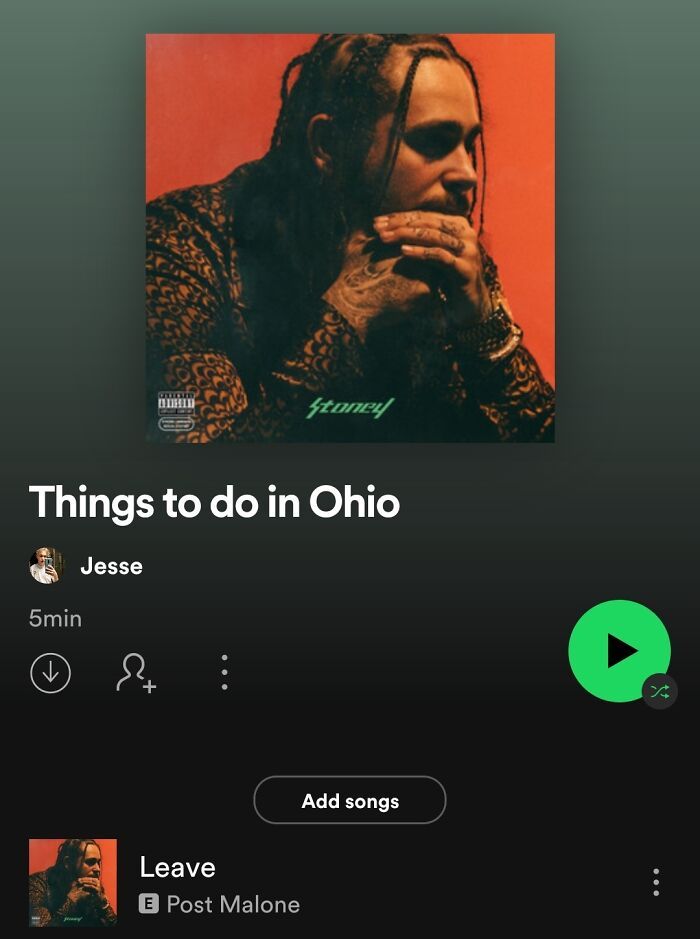 PARENTAL
ADVISORY
EXPLICIT CONTENT
Stoney
Things to do in Ohio
Jesse
5min
Add songs
Leave
E Post Malone